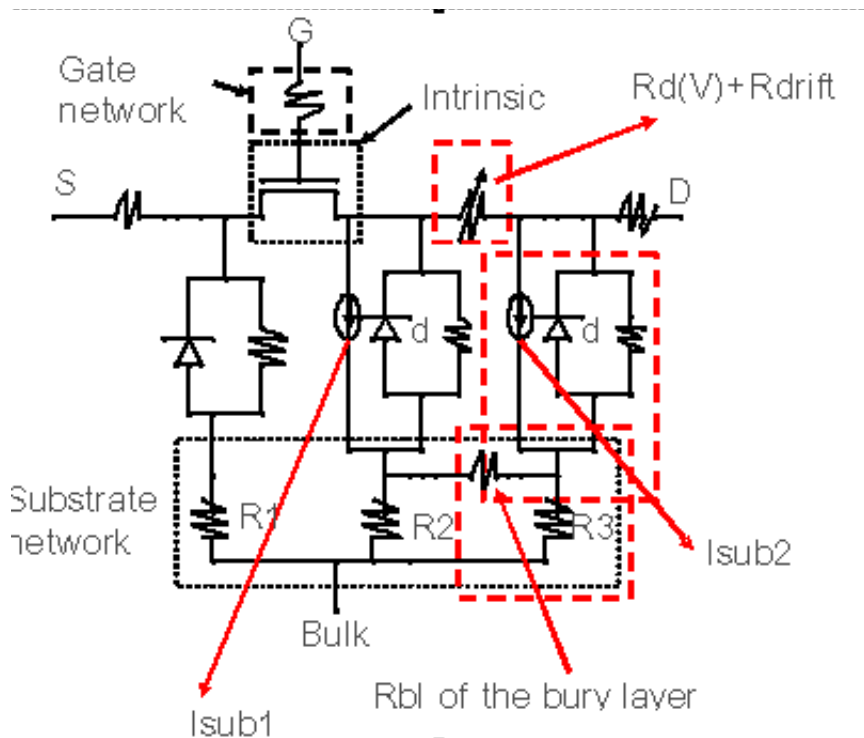 G
Gate
network
Intrinsic
Rd(V)+Rdrift
S
D
d
d
Substrate
network
R1
R2
R3
Isub2
Bulk
Rbl of the bury layer
Isub1